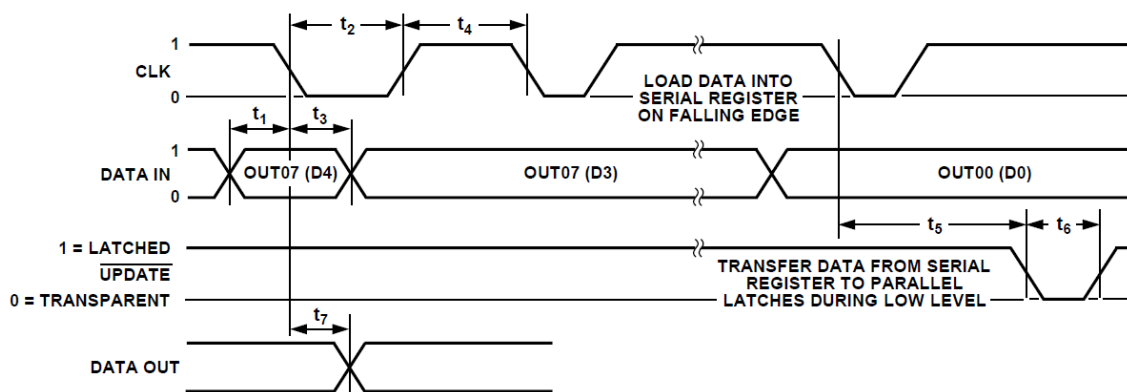 t2
t4
1
CLK
0
LOAD DATA INTO
SERIAL REGISTER
ON FALLING EDGE
t1
t3
1
DATA IN
0
OUT07 (D4)
OUT07 (D3)
OUT00 (D0)
t5
t6
1 = LATCHED
UPDATE
0 = TRANSPARENT
TRANSFER DATA FROM SERIAL
REGISTER TO PARALLEL
LATCHES DURING LOW LEVEL
t7
DATA OUT